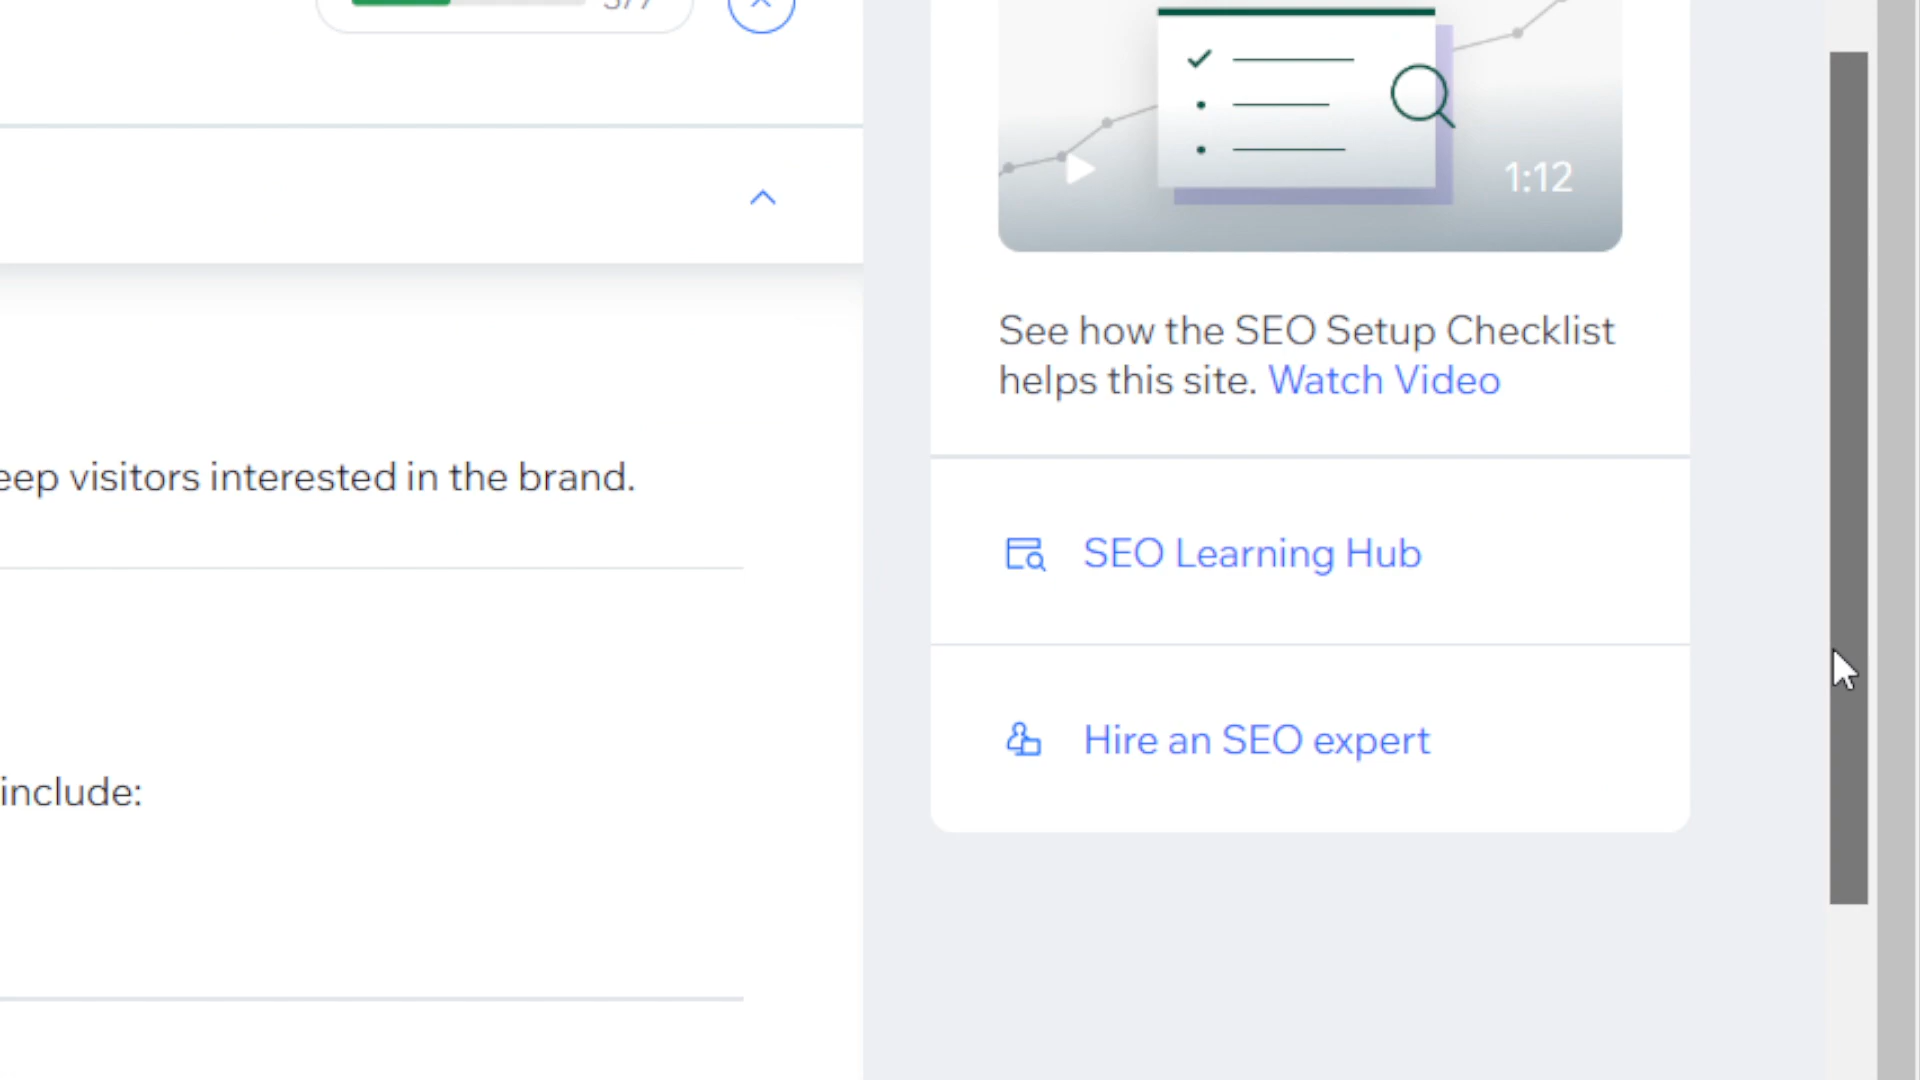 1:12
See how the SEO Setup Checklist
helps this site. Watch Video
visitors interested in the brand.
SEO Learning Hub
Hire an SEO expert
include: